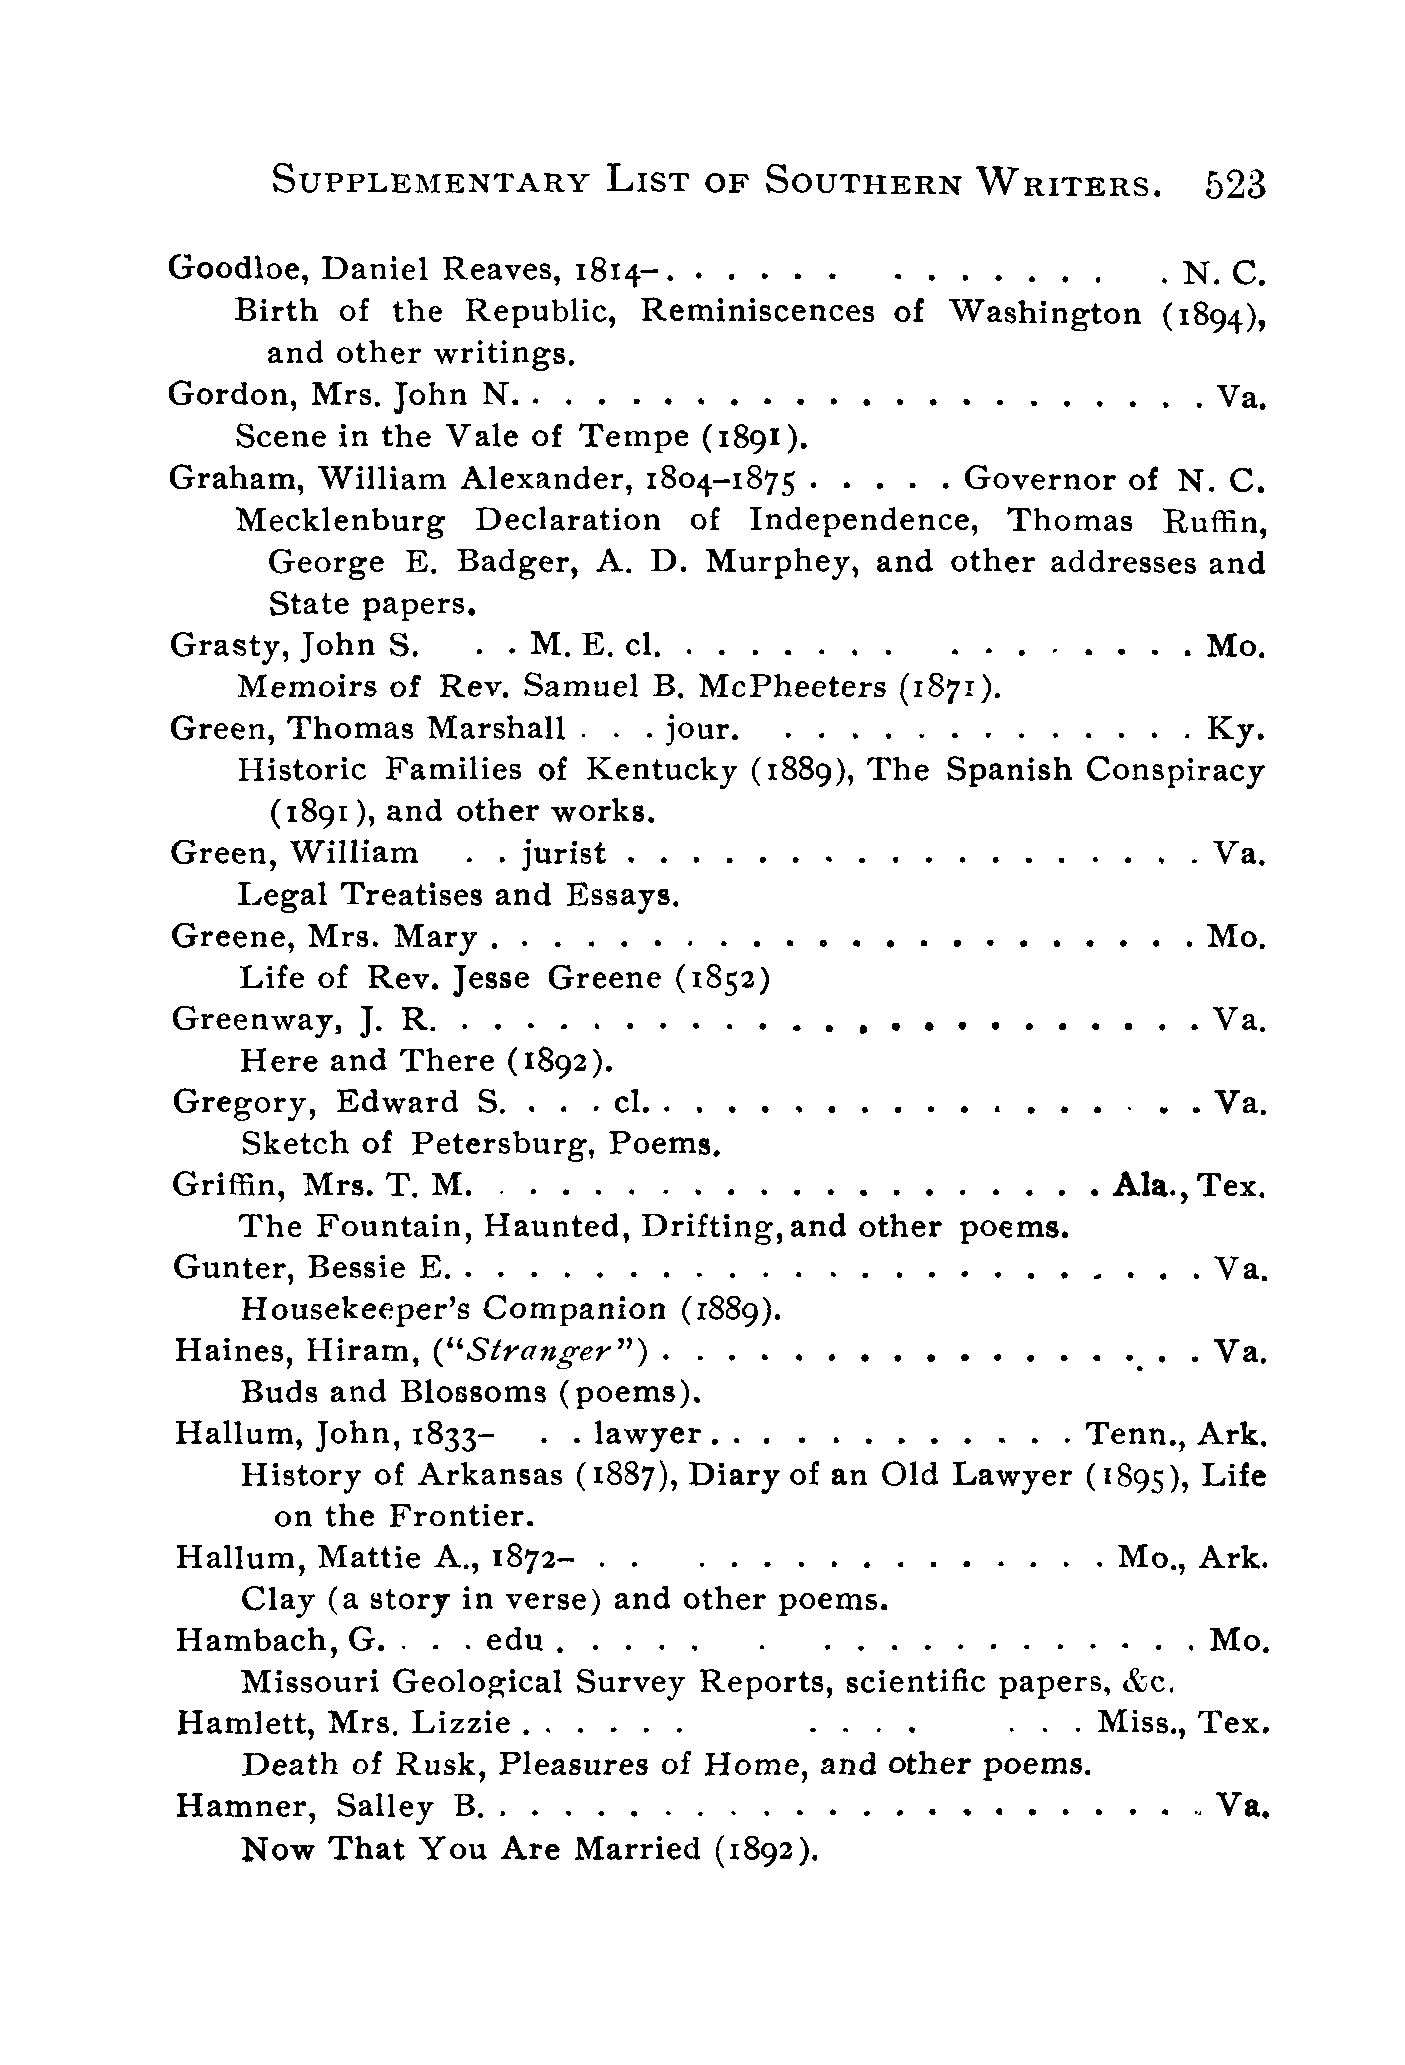 SUPPLEMENTARY LIST OF SOUTHERN WRITERS. 523
Goodloe, Daniel Reaves, 1814–. . . . . . . . . . . . . . N. C.
Birth of the Republic, Reminiscences of Washington (1894),
and other writings.
Gordon, Mrs. John N. . . . . . . . . . . . . . . . . . . . . . Va.
Scene in the Vale of Tempe (1891).
Graham, William Alexander, 1804–1875 . . . . . Governor of N. C.
Mecklenburg Declaration of Independence, Thomas Ruffin,
George E. Badger, A. D. Murphey, and other addresses and
State papers.
Grasty, John S. . . M. E. cl. . . . . . . . . . . . . . . . Mo.
Memoirs of Rev. Samuel B. McPheeters (1871).
Green, Thomas Marshall . . . jour. . . . . . . . . . . . . . Ky.
Historic Families of Kentucky (1889), The Spanish Conspiracy
(1891), and other works.
Green, William . . jurist . . . . . . . . . . . . . . . . . . Va.
Legal Treatises and Essays.
Greene, Mrs. Mary . . . . . . . . . . . . . . . . . . . . . . Mo.
Life of Rev. Jesse Greene (1852)
Greenway, J. R. . . . . . . . . . . . . . . . . . . . . . . . Va.
Here and There (1892).
Gregory, Edward S. . . . cl. . . . . . . . . . . . . . . . . . Va.
Sketch of Petersburg, Poems.
Griffin, Mrs. T. M. . . . . . . . . . . . . . . . . . . . Ala., Tex.
The Fountain, Haunted, Drifting, and other poems.
Gunter, Bessie E. . . . . . . . . . . . . . . . . . . . . . . . Va.
Housekeeper's Companion (1889).
Haines, Hiram, ("Stranger") . . . . . . . . . . . . . . . . . Va.
Buds and Blossoms (poems).
Hallum, John, 1833– . . lawyer . . . . . . . . . . . . Tenn., Ark.
History of Arkansas (1887), Diary of an Old Lawyer (1895), Life
on the Frontier.
Hallum, Mattie A., 1872– . . . . . . . . . . . . . . . Mo., Ark.
Clay (a story in verse) and other poems.
Hambach, G. . . . edu . . . . . . . . . . . . . . . . . . Mo.
Missouri Geological Survey Reports, scientific papers, &c.
Hamlett, Mrs. Lizzie . . . . . . . . . . . . . Miss., Tex.
Death of Rusk, Pleasures of Home, and other poems.
Hamner, Salley B. . . . . . . . . . . . . . . . . . . . . . . Va.
Now That You Are Married (1892).